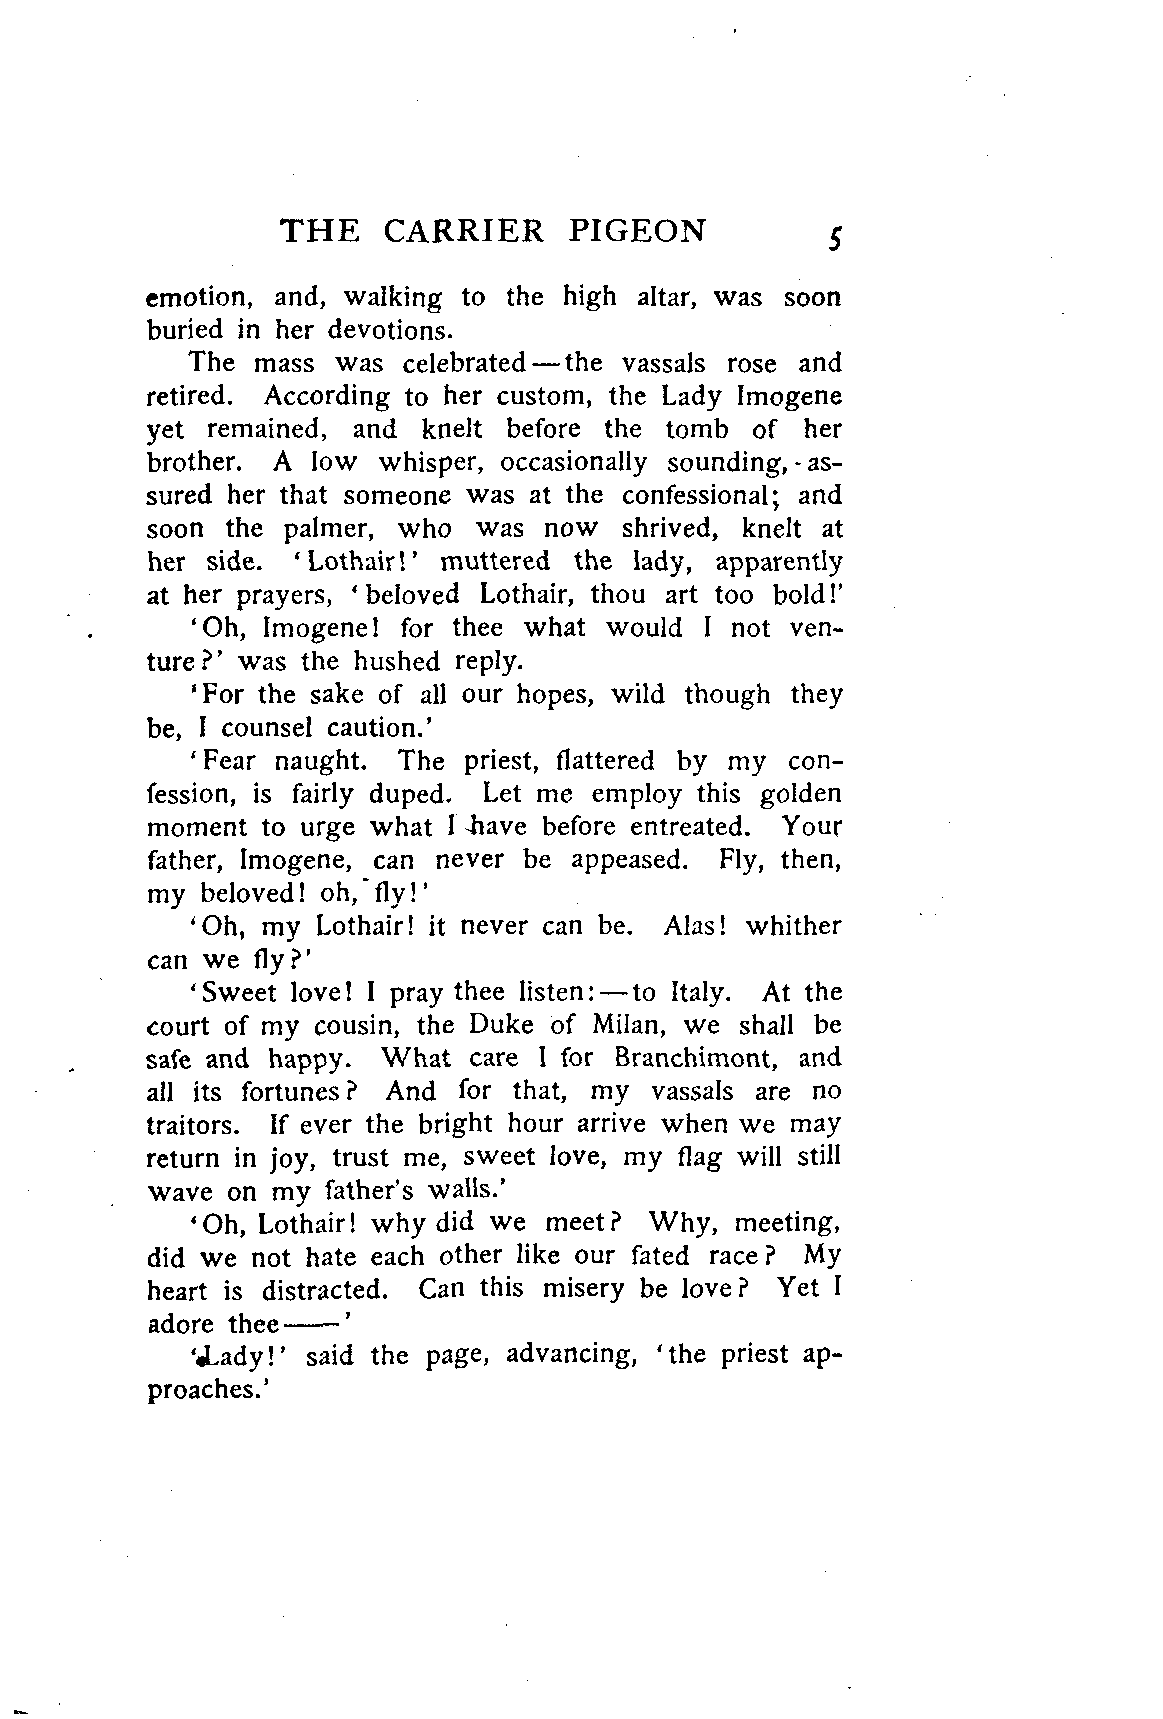 THE CARRIER PIGEON 5
emotion, and, walking to the high altar, was soon
buried in her devotions.
The mass was celebrated—the vassals rose and
retired. According to her custom, the Lady Imogene
yet remained, and knelt before the tomb of her
brother. A low whisper, occasionally sounding, as-
sured her that someone was at the confessional; and
soon the palmer, who was now shrived, knelt at
her side. 'Lothair!' muttered the lady, apparently
at her prayers, 'beloved Lothair, thou art too bold!'
'Oh, Imogene! for thee what would I not ven-
ture?' was the hushed reply.
'For the sake of all our hopes, wild though they
be, I counsel caution.'
'Fear naught. The priest, flattered by my con-
fession, is fairly duped. Let me employ this golden
moment to urge what I have before entreated. Your
father, Imogene, can never be appeased. Fly, then,
my beloved! oh, fly!'
'Oh, my Lothair! it never can be. Alas! whither
can we fly?'
'Sweet love! I pray thee listen:—to Italy. At the
court of my cousin, the Duke of Milan, we shall be
safe and happy. What care I for Branchimont, and
all its fortunes? And for that, my vassals are no
traitors. If ever the bright hour arrive when we may
return in joy, trust me, sweet love, my flag will still
wave on my father's walls.'
'Oh, Lothair! why did we meet? Why, meeting,
did we not hate each other like our fated race? My
heart is distracted. Can this misery be love? Yet I
adore thee——'
'Lady!' said the page, advancing, 'the priest ap-
proaches.'